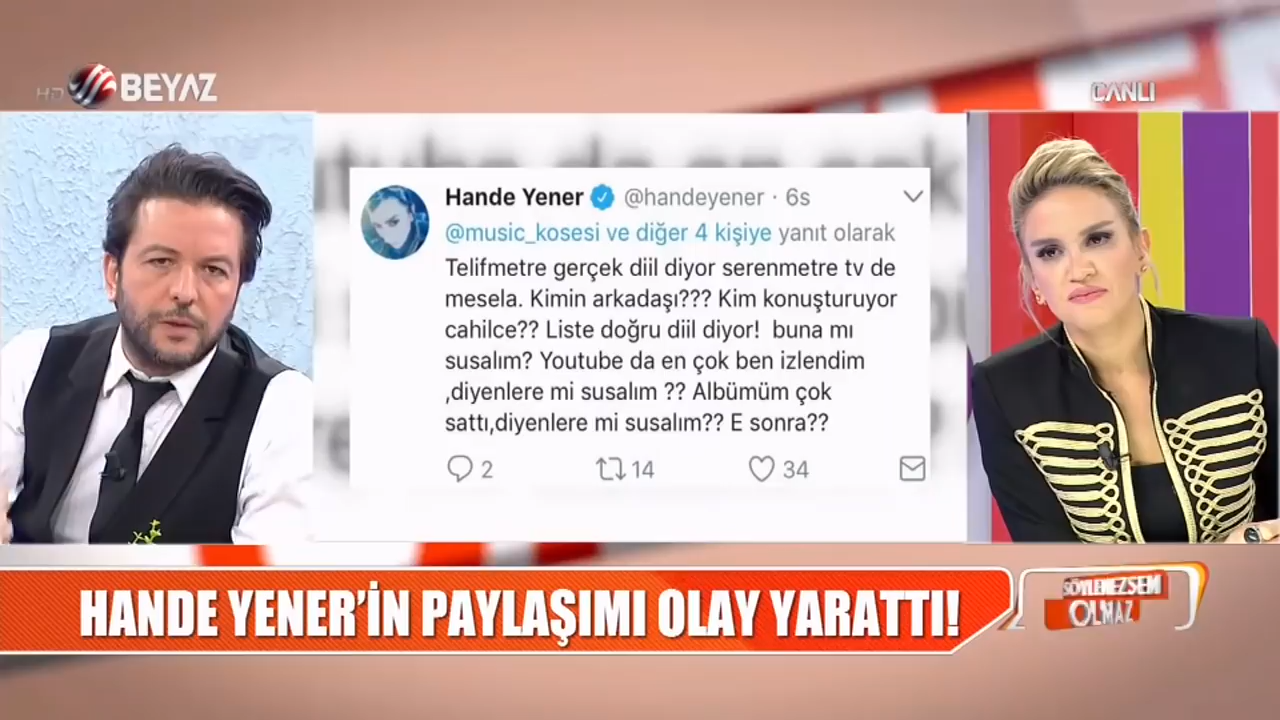 HD BEYAZ
CANLI
Hande Yener @handeyener · 6s
@music_kosesi ve diğer 4 kişiye yanıt olarak
Telifmetre gerçek diil diyor serenmetre tv de
mesela. Kimin arkadaşı??? Kim konuşturuyor
cahilce?? Liste doğru diil diyor!  buna mı
susalım? Youtube da en çok ben izlendim
,diyenlere mi susalım ?? Albümüm çok
sattı,diyenlere mi susalım?? E sonra??
2 14 34
HANDE YENER'İN PAYLAŞIMI OLAY YARATTI!
SÖYLEMEZSEM
OLMAZ